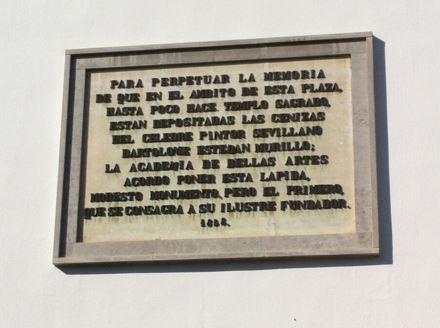 PARA PERPETUAR LA MEMORIA
DE QUE EN EL AMBITO DE ESTA PLAZA,
HASTA POCO HACE TEMPLO SAGRADO,
ESTAN DEPOSITADAS LAS CENIZAS
DEL CELEBRE PINTOR SEVILLANO
BARTOLOME ESTEBAN MURILLO;
LA ACADEMIA DE BELLAS ARTES
ACORDO PONER ESTA LAPIDA,
MODESTO MONUMENTO, PERO EL PRIMERO,
QUE SE CONSAGRA A SU ILUSTRE FUNDADOR.
1858.